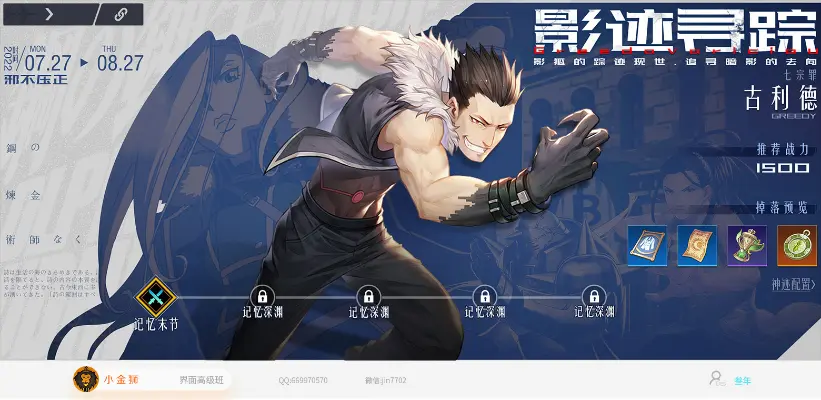 MON
THU
2022
07.27
08.27
邪不压正
影迹寻踪
影狐的踪迹现世.追寻暗影的去向
七宗罪
古利德
GREEDY
推荐战力
1500
掉落预览
神迹配置>
鋼の
煉金
術師なく
记忆末节
记忆深渊
记忆深渊
记忆深渊
记忆深渊
小金狮
界面高级班
QQ:669970570
微信:jin7702
叁年